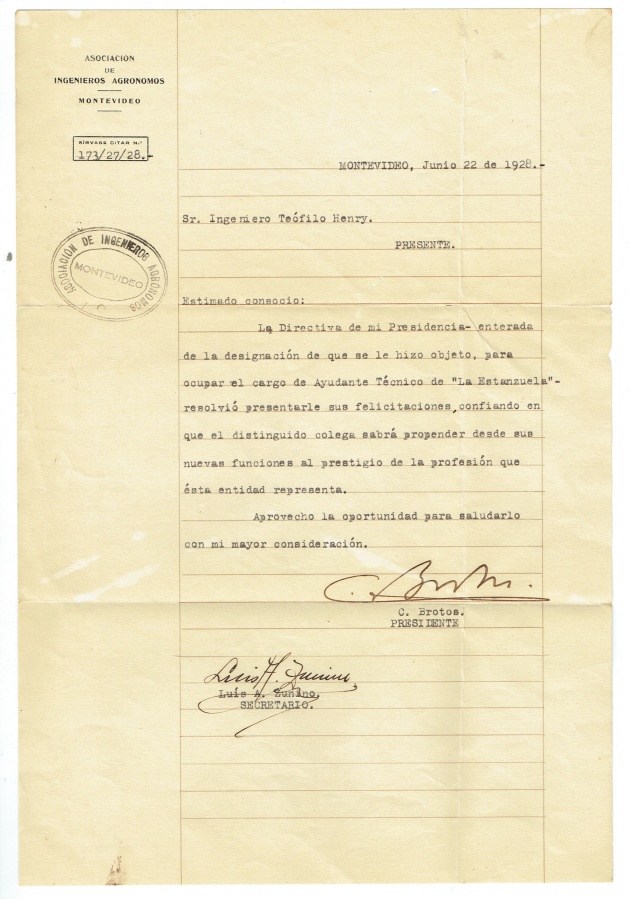 ASOCIACION
DE
INGENIEROS AGRONOMOS
MONTEVIDEO
SÍRVASE CITAR N.º
173/27/28.-
MONTEVIDEO, Junio 22 de 1928.-
Sr. Ingeniero Teófilo Henry.
PRESENTE.
ASOCIACIÓN DE INGENIEROS AGRONOMOS
MONTEVIDEO
Estimado consocio:
La Directiva de mi Presidencia- enterada
de la designación de que se le hizo objeto, para
ocupar el cargo de Ayudante Técnico de "La Estanzuela"-
resolvió presentarle sus felicitaciones, confiando en
que el distinguido colega sabrá propender desde sus
nuevas funciones al prestigio de la profesión que
ésta entidad representa.
Aprovecho la oportunidad para saludarlo
con mi mayor consideración.
C. Brotos.
C. Brotos.
PRESIDENTE
Luis A. Zunino
Luis A. Zunino,
SECRETARIO.